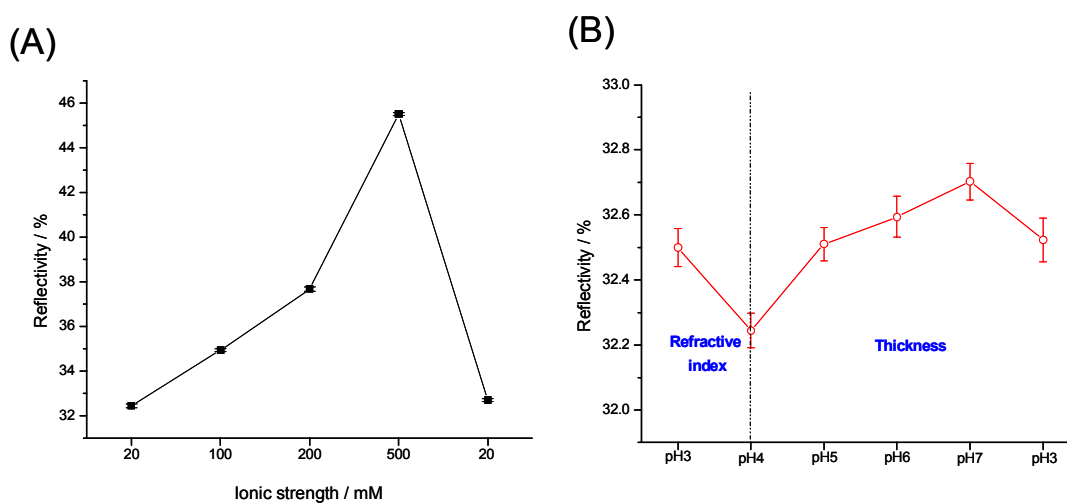 (A)
Reflectivity / %
46
44
42
40
38
36
34
32
20 100 200 500 20
Ionic strength / mM
(B)
Reflectivity / %
33.0
32.8
32.6
32.4
32.2
32.0
Refractive
index
Thickness
pH3 pH4 pH5 pH6 pH7 pH3